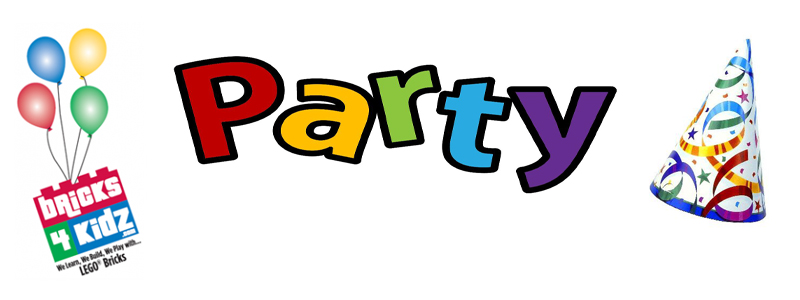 Party
BRICKS
4 KidZ
We Learn, We Build, We Play with...
LEGO® Bricks